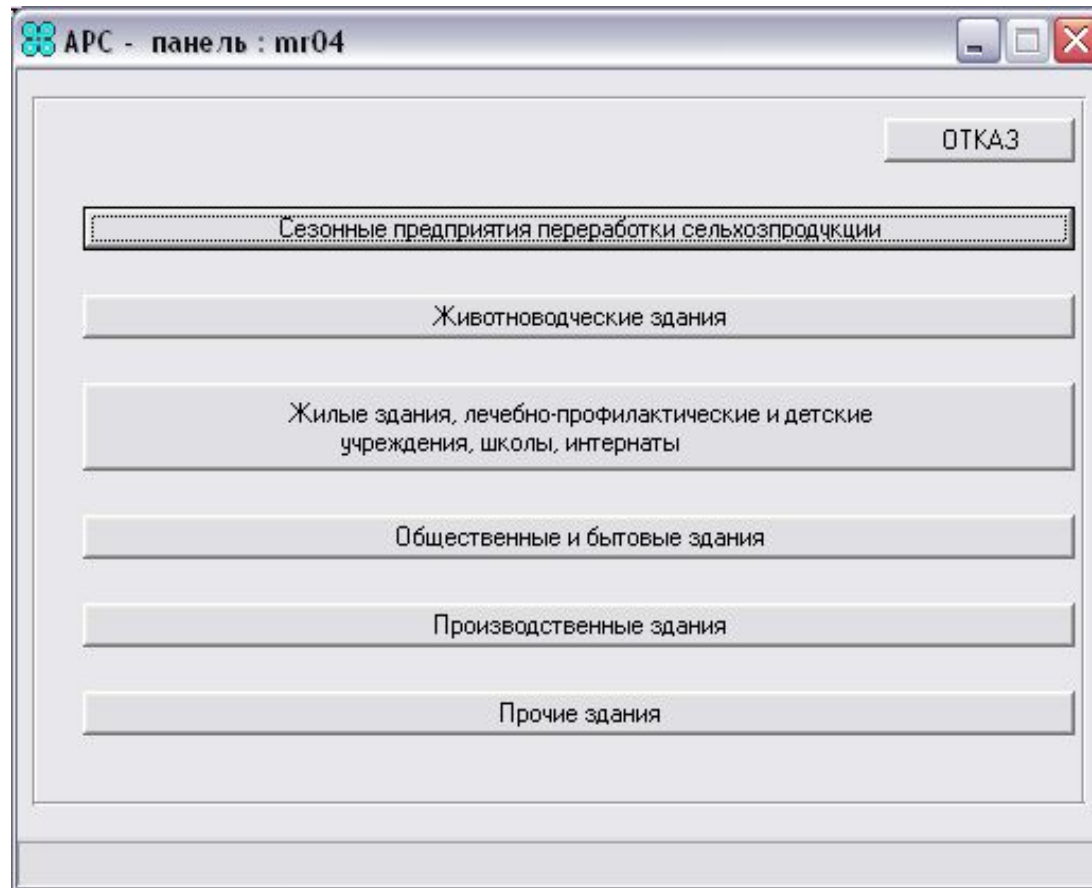 АРС - панель : mr04
ОТКАЗ
Сезонные предприятия переработки сельхозпродукции
Животноводческие здания
Жилые здания, лечебно-профилактические и детские
учреждения, школы, интернаты
Общественные и бытовые здания
Производственные здания
Прочие здания